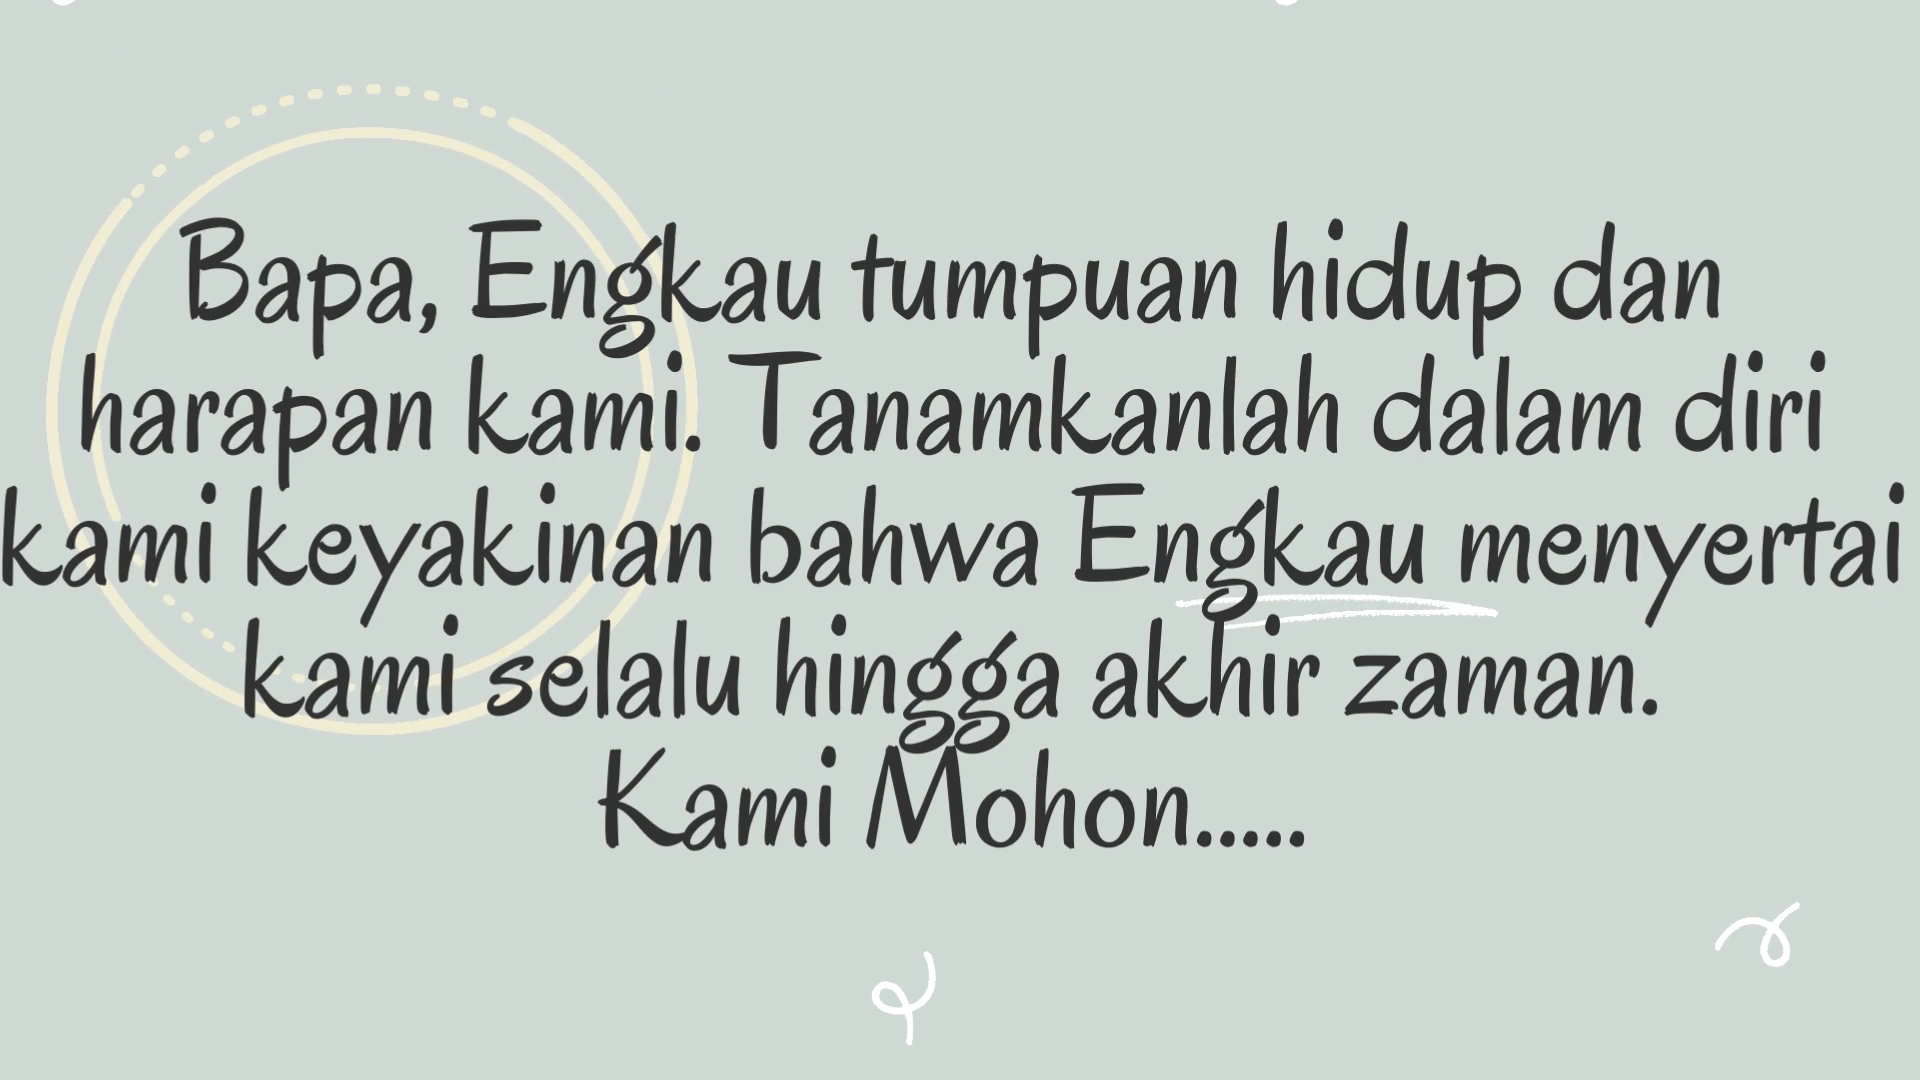 Bapa, Engkau tumpuan hidup dan
harapan kami. Tanamkanlah dalam diri
kami keyakinan bahwa Engkau menyertai
kami selalu hingga akhir zaman.
Kami Mohon.....